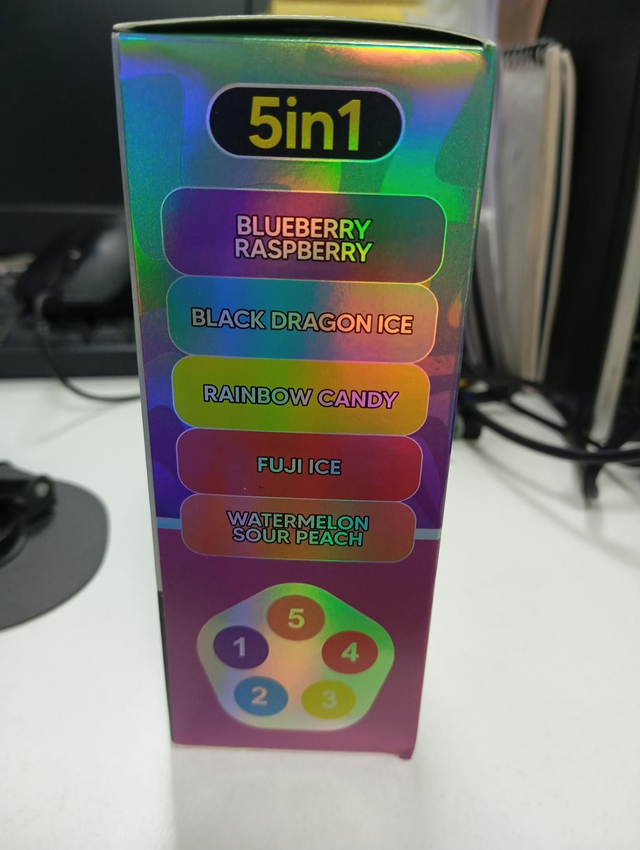 5in1
BLUEBERRY
RASPBERRY
BLACK DRAGON ICE
RAINBOW CANDY
FUJI ICE
WATERMELON
SOUR PEACH
5
1
4
2
3